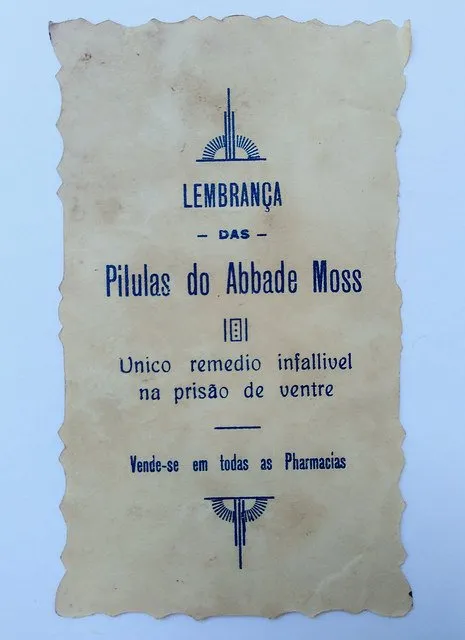 LEMBRANÇA
– DAS –
Pilulas do Abbade Moss
Unico remedio infallivel
na prisão de ventre
Vende-se em todas as Pharmacias